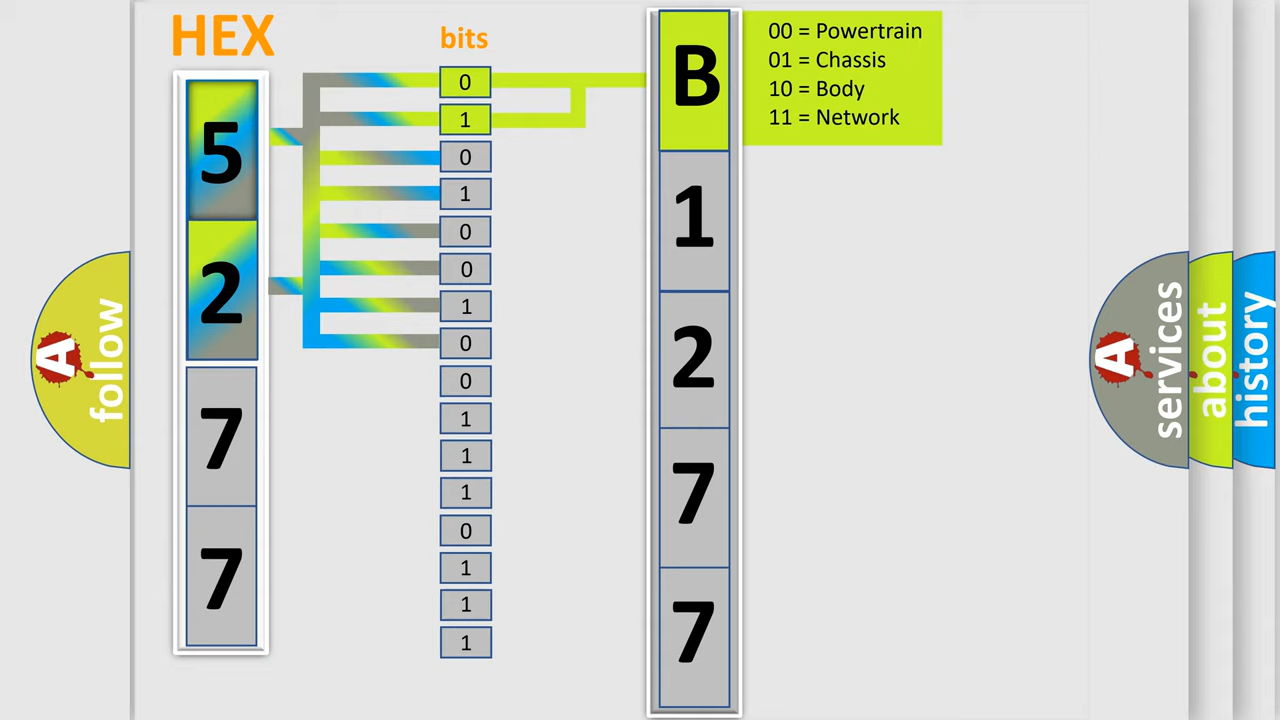 HEX
bits
5
2
7
7
0
1
0
1
0
0
1
0
0
1
1
1
0
1
1
1
B
1
2
7
7
00 = Powertrain
01 = Chassis
10 = Body
11 = Network
A
follow
A
services
about
history